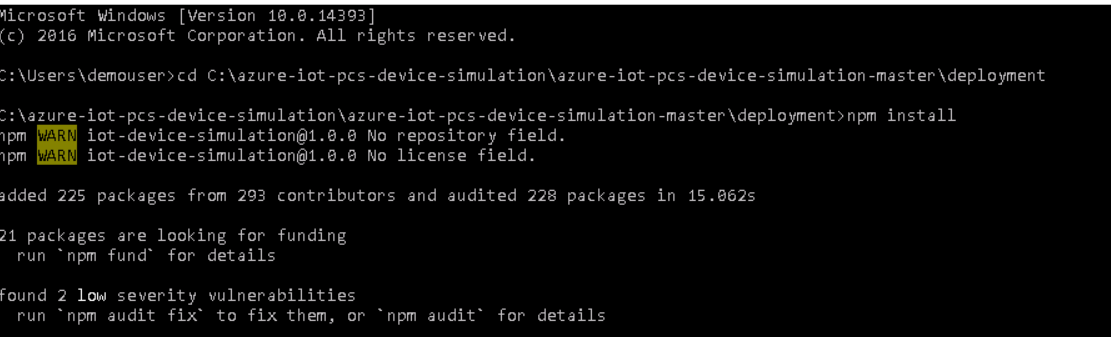 Microsoft Windows [Version 10.0.14393]
(c) 2016 Microsoft Corporation. All rights reserved.
C:\Users\demouser>cd C:\azure-iot-pcs-device-simulation\azure-iot-pcs-device-simulation-master\deployment
C:\azure-iot-pcs-device-simulation\azure-iot-pcs-device-simulation-master\deployment>npm install
npm WARN iot-device-simulation@1.0.0 No repository field.
npm WARN iot-device-simulation@1.0.0 No license field.
added 225 packages from 293 contributors and audited 228 packages in 15.062s
21 packages are looking for funding
run `npm fund` for details
found 2 low severity vulnerabilities
run `npm audit fix` to fix them, or `npm audit` for details